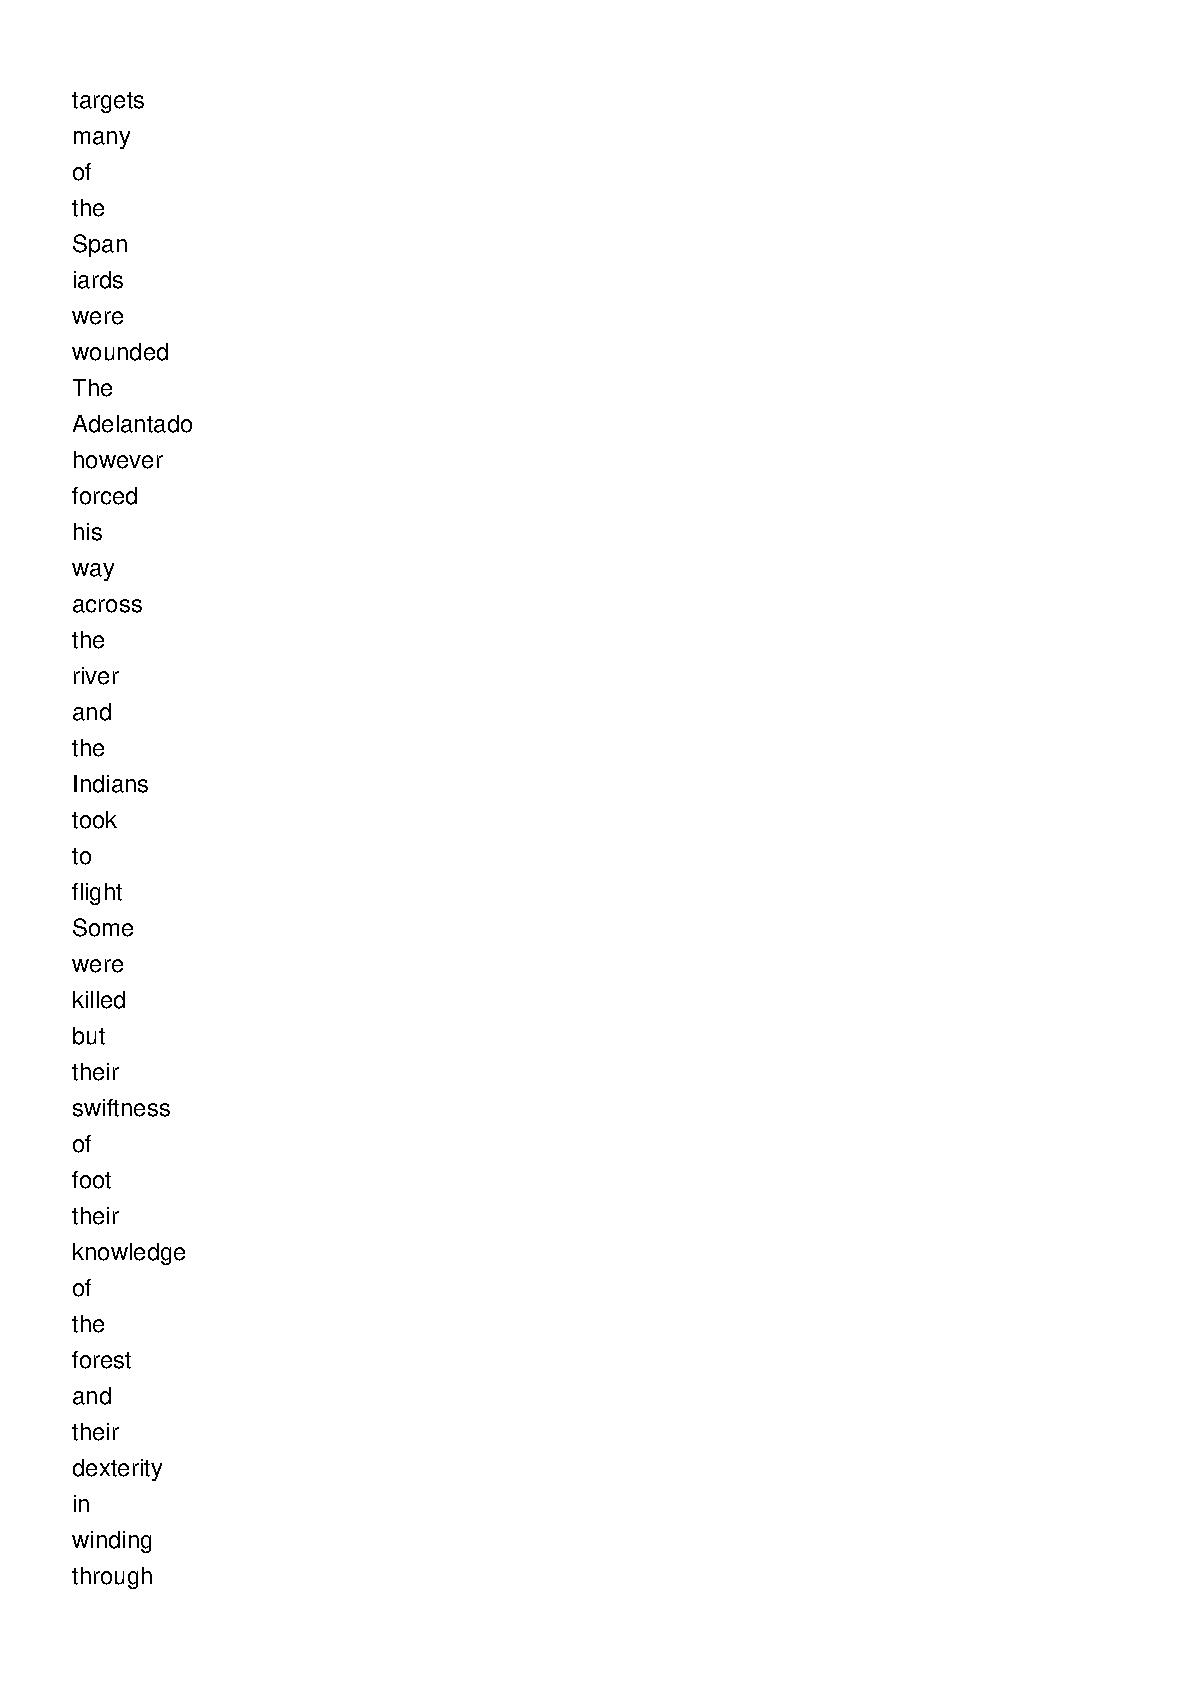 targets
many
of
the
Span
iards
were
wounded
The
Adelantado
however
forced
his
way
across
the
river
and
the
Indians
took
to
flight
Some
were
killed
but
their
swiftness
of
foot
their
knowledge
of
the
forest
and
their
dexterity
in
winding
through